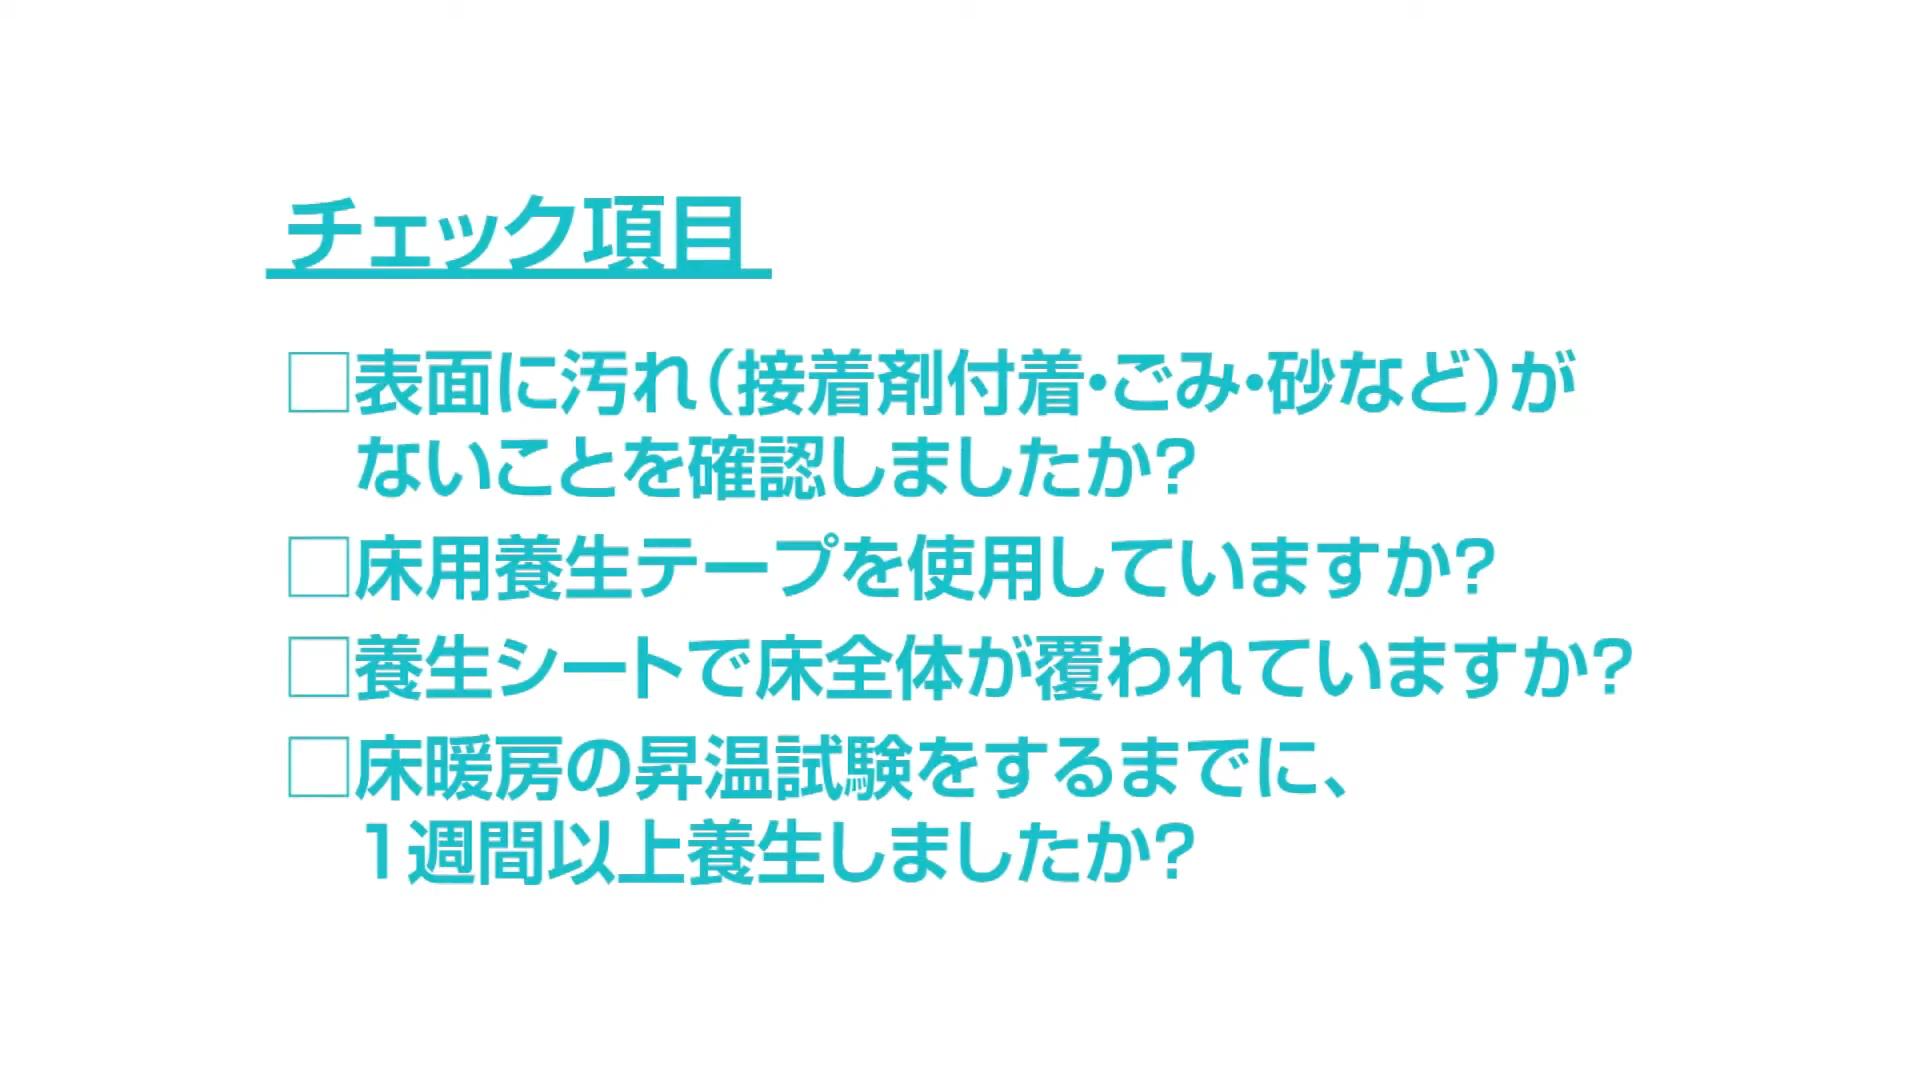 チェック項目
□表面に汚れ（接着剤付着・ごみ・砂など）が
ないことを確認しましたか？
□床用養生テープを使用していますか？
□養生シートで床全体が覆われていますか？
□床暖房の昇温試験をするまでに、
1週間以上養生しましたか？